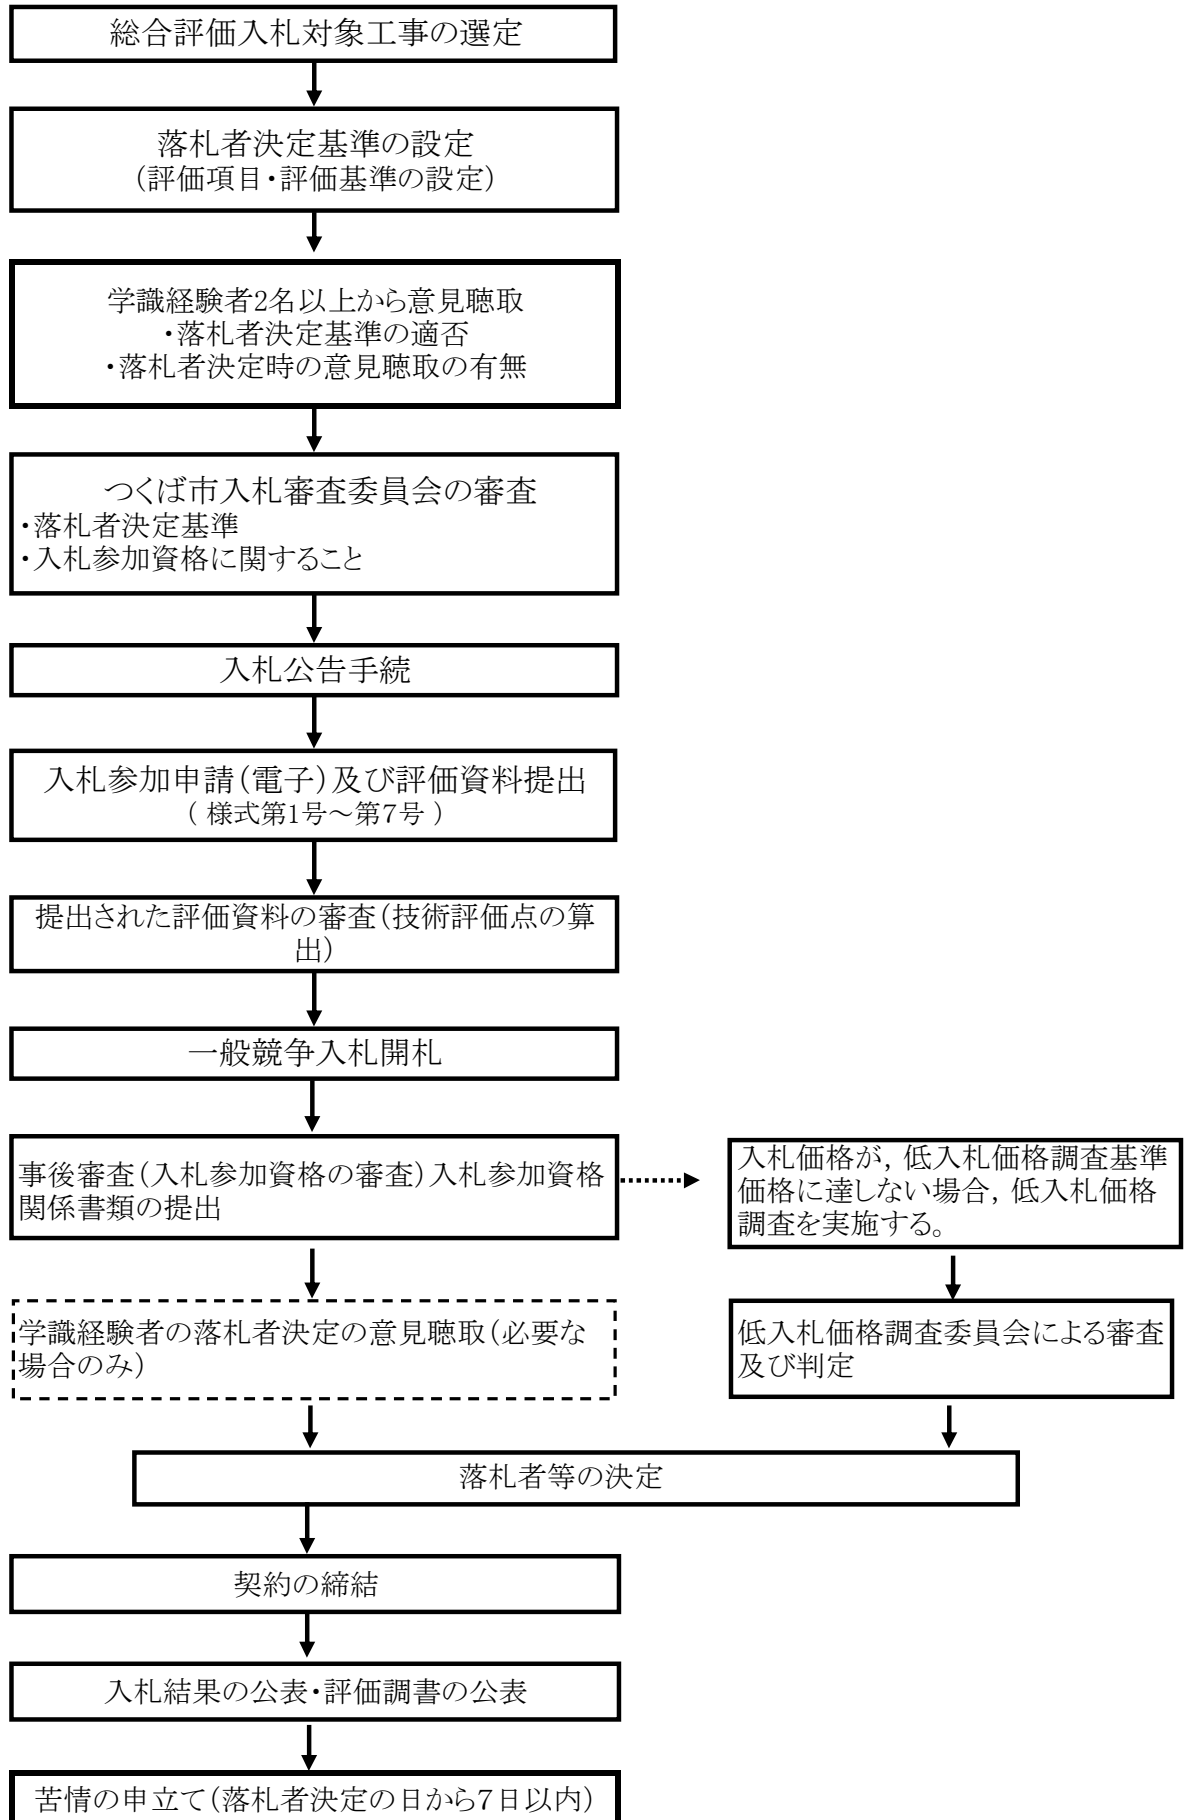 総合評価入札対象工事の選定
落札者決定基準の設定
（評価項目・評価基準の設定）
学識経験者2名以上から意見聴取
・落札者決定基準の適否
・落札者決定時の意見聴取の有無
つくば市入札審査委員会の審査
・落札者決定基準
・入札参加資格に関すること
入札公告手続
入札参加申請（電子）及び評価資料提出
（ 様式第1号～第7号 ）
提出された評価資料の審査（技術評価点の算
出）
一般競争入札開札
事後審査（入札参加資格の審査）入札参加資格
関係書類の提出
入札価格が，低入札価格調査基準
価格に達しない場合，低入札価格
調査を実施する。
学識経験者の落札者決定の意見聴取（必要な
場合のみ）
低入札価格調査委員会による審査
及び判定
落札者等の決定
契約の締結
入札結果の公表・評価調書の公表
苦情の申立て（落札者決定の日から7日以内）